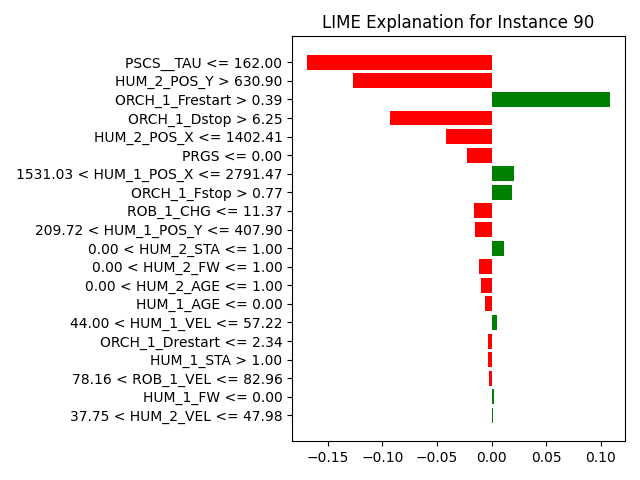 LIME Explanation for Instance 90
PSCS__TAU <= 162.00
HUM_2_POS_Y > 630.90
ORCH_1_Frestart > 0.39
ORCH_1_Dstop > 6.25
HUM_2_POS_X <= 1402.41
PRGS <= 0.00
1531.03 < HUM_1_POS_X <= 2791.47
ORCH_1_Fstop > 0.77
ROB_1_CHG <= 11.37
209.72 < HUM_1_POS_Y <= 407.90
0.00 < HUM_2_STA <= 1.00
0.00 < HUM_2_FW <= 1.00
0.00 < HUM_2_AGE <= 1.00
HUM_1_AGE <= 0.00
44.00 < HUM_1_VEL <= 57.22
ORCH_1_Drestart <= 2.34
HUM_1_STA > 1.00
78.16 < ROB_1_VEL <= 82.96
HUM_1_FW <= 0.00
37.75 < HUM_2_VEL <= 47.98
−0.15 −0.10 −0.05 0.00 0.05 0.10